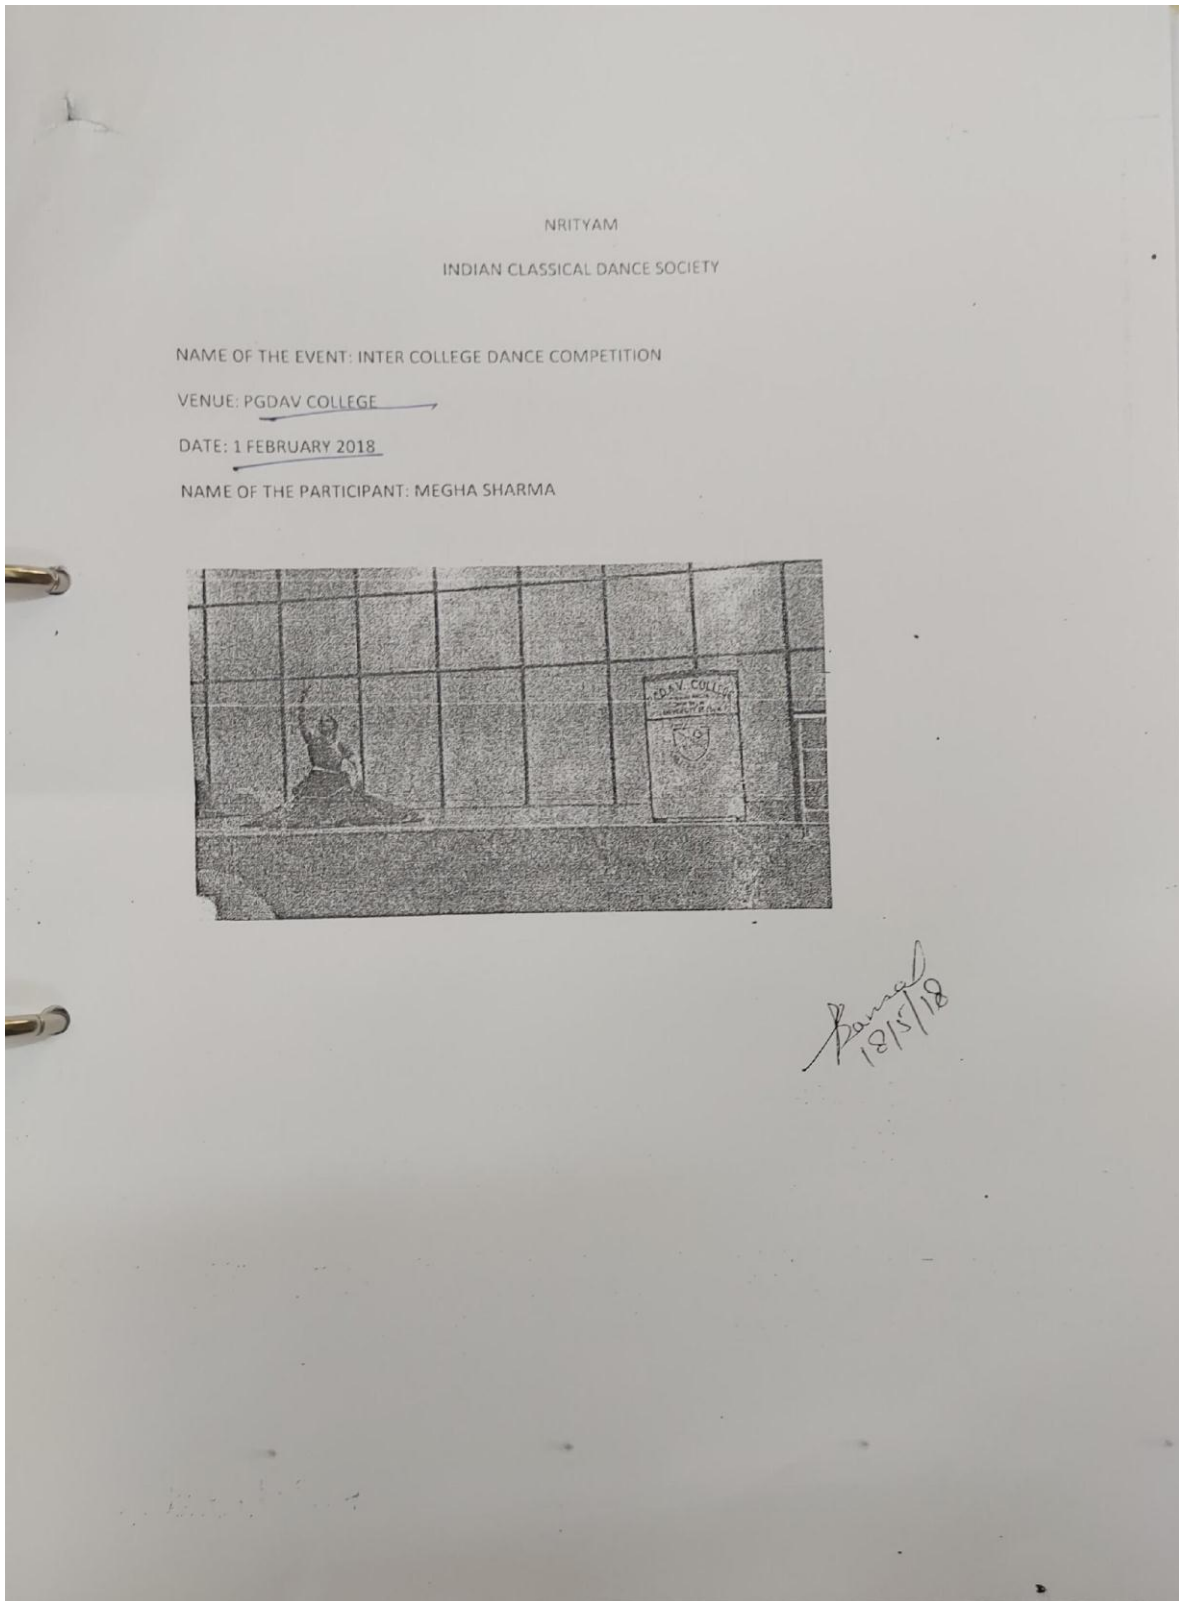 NRITYAM
INDIAN CLASSICAL DANCE SOCIETY
NAME OF THE EVENT: INTER COLLEGE DANCE COMPETITION
VENUE: PGDAV COLLEGE
DATE: 1 FEBRUARY 2018
NAME OF THE PARTICIPANT: MEGHA SHARMA
COLLEGE
18/5/18